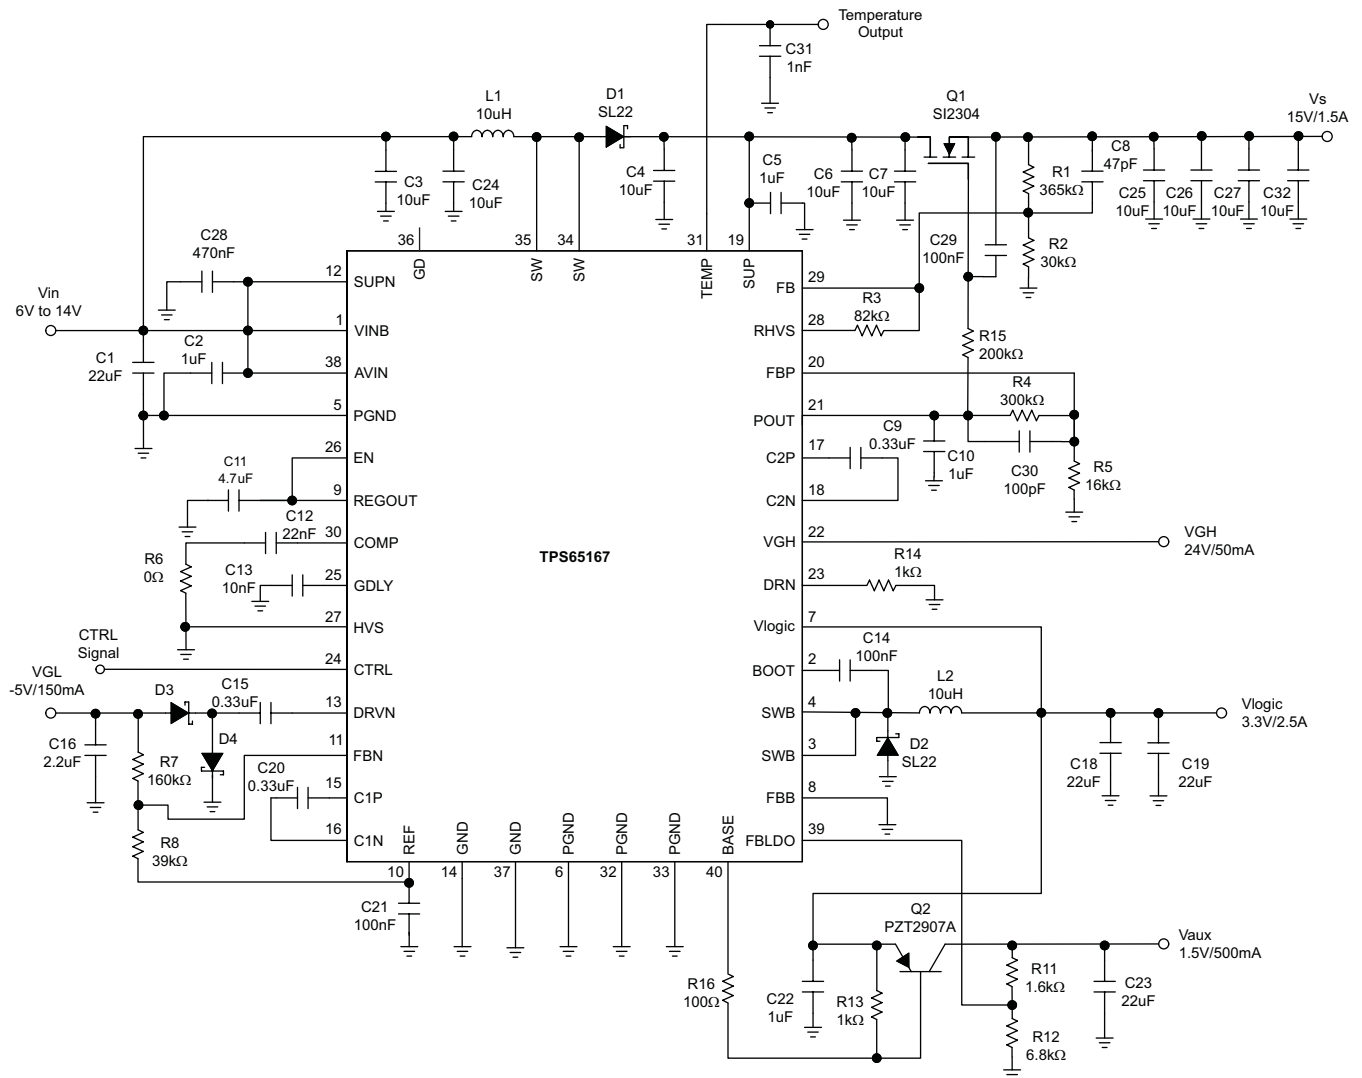 Temperature
Output
C31
1nF
L1
10uH
D1
SL22
Q1
SI2304
Vs
15V/1.5A
C3
10uF
C24
10uF
C4
10uF
C5
1uF
C6
10uF
C7
10uF
R1
365kΩ
C8
47pF
C25
10uF
C26
10uF
C27
10uF
C32
10uF
C29
100nF
R2
30kΩ
36
35
34
31
19
GD
SW
SW
TEMP
SUP
C28
470nF
12
SUPN
Vin
6V to 14V
1
VINB
C1
22uF
C2
1uF
38
AVIN
5
PGND
26
EN
C11
4.7uF
9
REGOUT
C12
22nF
30
COMP
R6
0Ω
C13
10nF
25
GDLY
27
HVS
CTRL
Signal
24
CTRL
VGL
-5V/150mA
D3
C15
0.33uF
13
DRVN
C16
2.2uF
R7
160kΩ
D4
11
FBN
C20
0.33uF
15
C1P
R8
39kΩ
16
C1N
TPS65167
FB
29
R3
82kΩ
RHVS
28
R15
200kΩ
FBP
20
R4
300kΩ
POUT
21
C9
0.33uF
C10
1uF
C30
100pF
R5
16kΩ
C2P
17
C2N
18
VGH
22
VGH
24V/50mA
R14
1kΩ
DRN
23
Vlogic
7
C14
100nF
BOOT
2
L2
10uH
SWB
4
Vlogic
3.3V/2.5A
D2
SL22
SWB
3
C18
22uF
C19
22uF
FBB
8
FBLDO
39
REF
GND
GND
PGND
PGND
PGND
BASE
10
14
37
6
32
33
40
C21
100nF
Q2
PZT2907A
Vaux
1.5V/500mA
R16
100Ω
C22
1uF
R13
1kΩ
R11
1.6kΩ
C23
22uF
R12
6.8kΩ